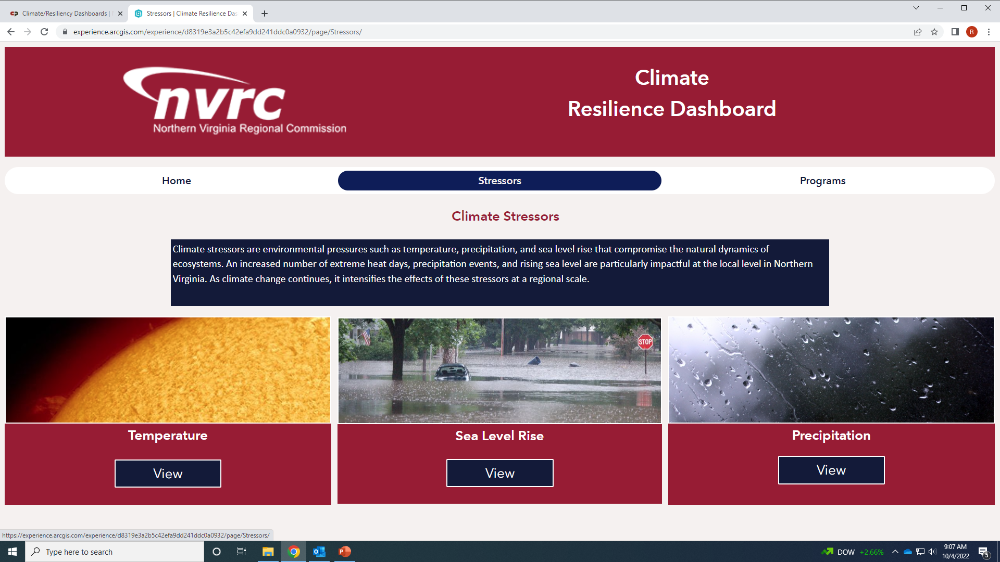 Climate/Resiliency Dashboards |
Stressors | Climate Resilience Das
experience.arcgis.com/experience/d8319e3a2b5c42efa9dd241ddc0a0932/page/Stressors/
R
nvrc
Northern Virginia Regional Commission
Climate
Resilience Dashboard
Home
Stressors
Programs
Climate Stressors
Climate stressors are environmental pressures such as temperature, precipitation, and sea level rise that compromise the natural dynamics of
ecosystems. An increased number of extreme heat days, precipitation events, and rising sea level are particularly impactful at the local level in Northern
Virginia. As climate change continues, it intensifies the effects of these stressors at a regional scale.
STOP
Temperature
Sea Level Rise
Precipitation
View
View
View
https://experience.arcgis.com/experience/d8319e3a2b5c42efa9dd241ddc0a0932/page/Stressors/
Type here to search
P
DOW +2.66%
9:07 AM
10/4/2022
5